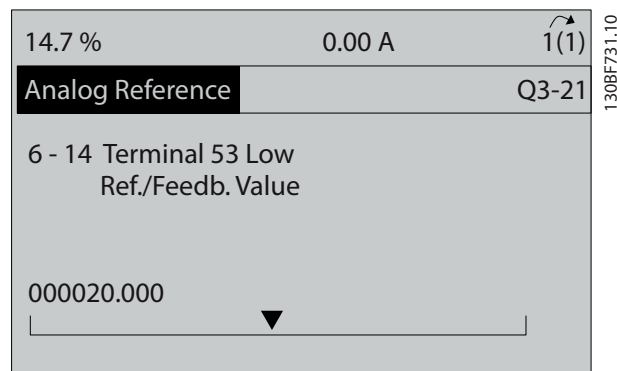 14.7 %
0.00 A
1(1)
Analog Reference
Q3-21
6 - 14 Terminal 53 Low
Ref./Feedb. Value
000020.000
130BF731.10